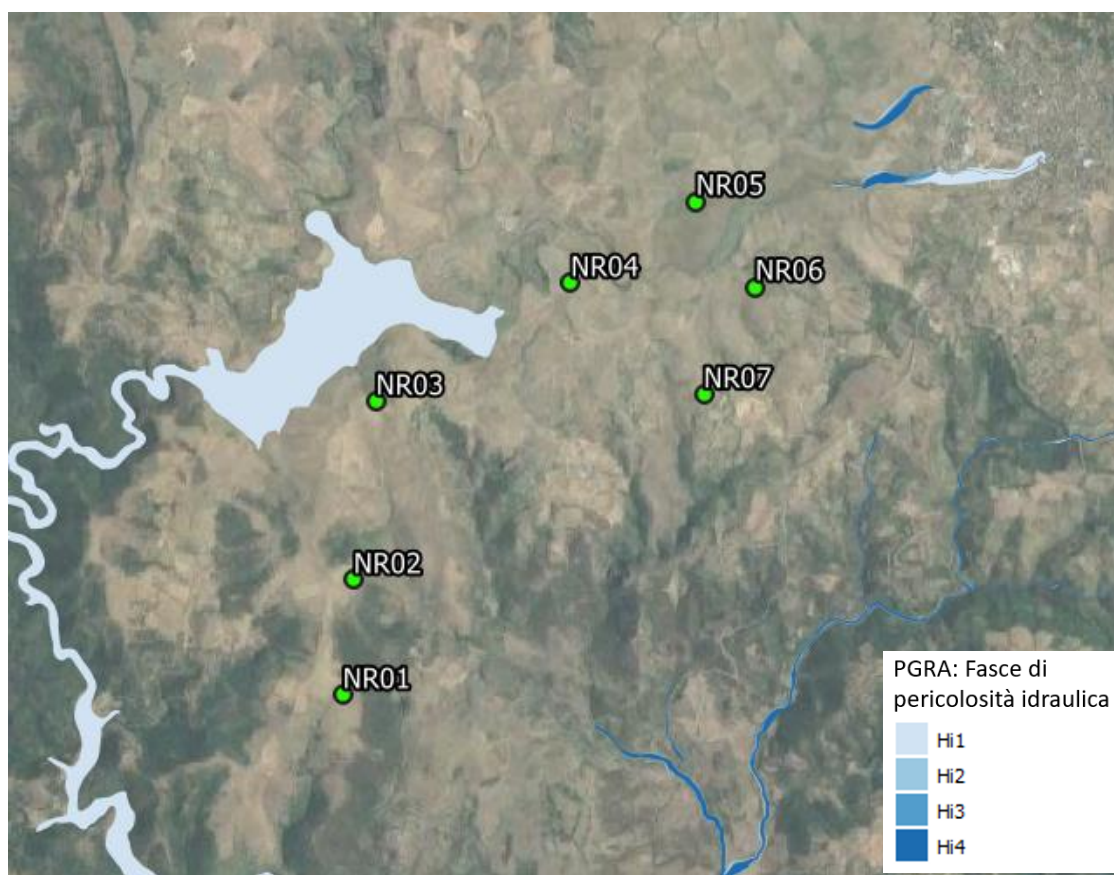 NR05
NR04
NR06
NR03
NR07
NR02
NR01
PGRA: Fasce di
pericolosità idraulica
Hi1
Hi2
Hi3
Hi4